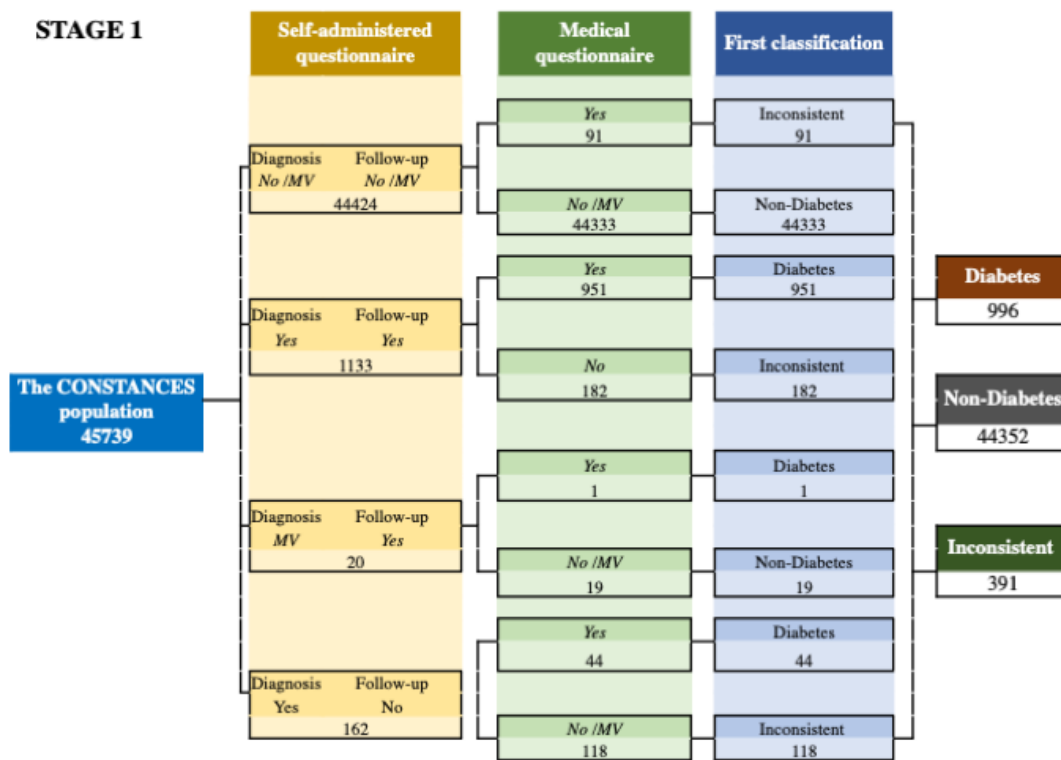 STAGE 1
Self-administered
questionnaire
Medical
questionnaire
First classification
The CONSTANCES
population
45739
Diagnosis Follow-up
No /MV No /MV
44424
Yes
91
Inconsistent
91
No /MV
44333
Non-Diabetes
44333
Diagnosis Follow-up
Yes Yes
1133
Yes
951
Diabetes
951
No
182
Inconsistent
182
Diagnosis Follow-up
MV Yes
20
Yes
1
Diabetes
1
No /MV
19
Non-Diabetes
19
Diagnosis Follow-up
Yes No
162
Yes
44
Diabetes
44
No /MV
118
Inconsistent
118
Diabetes
996
Non-Diabetes
44352
Inconsistent
391